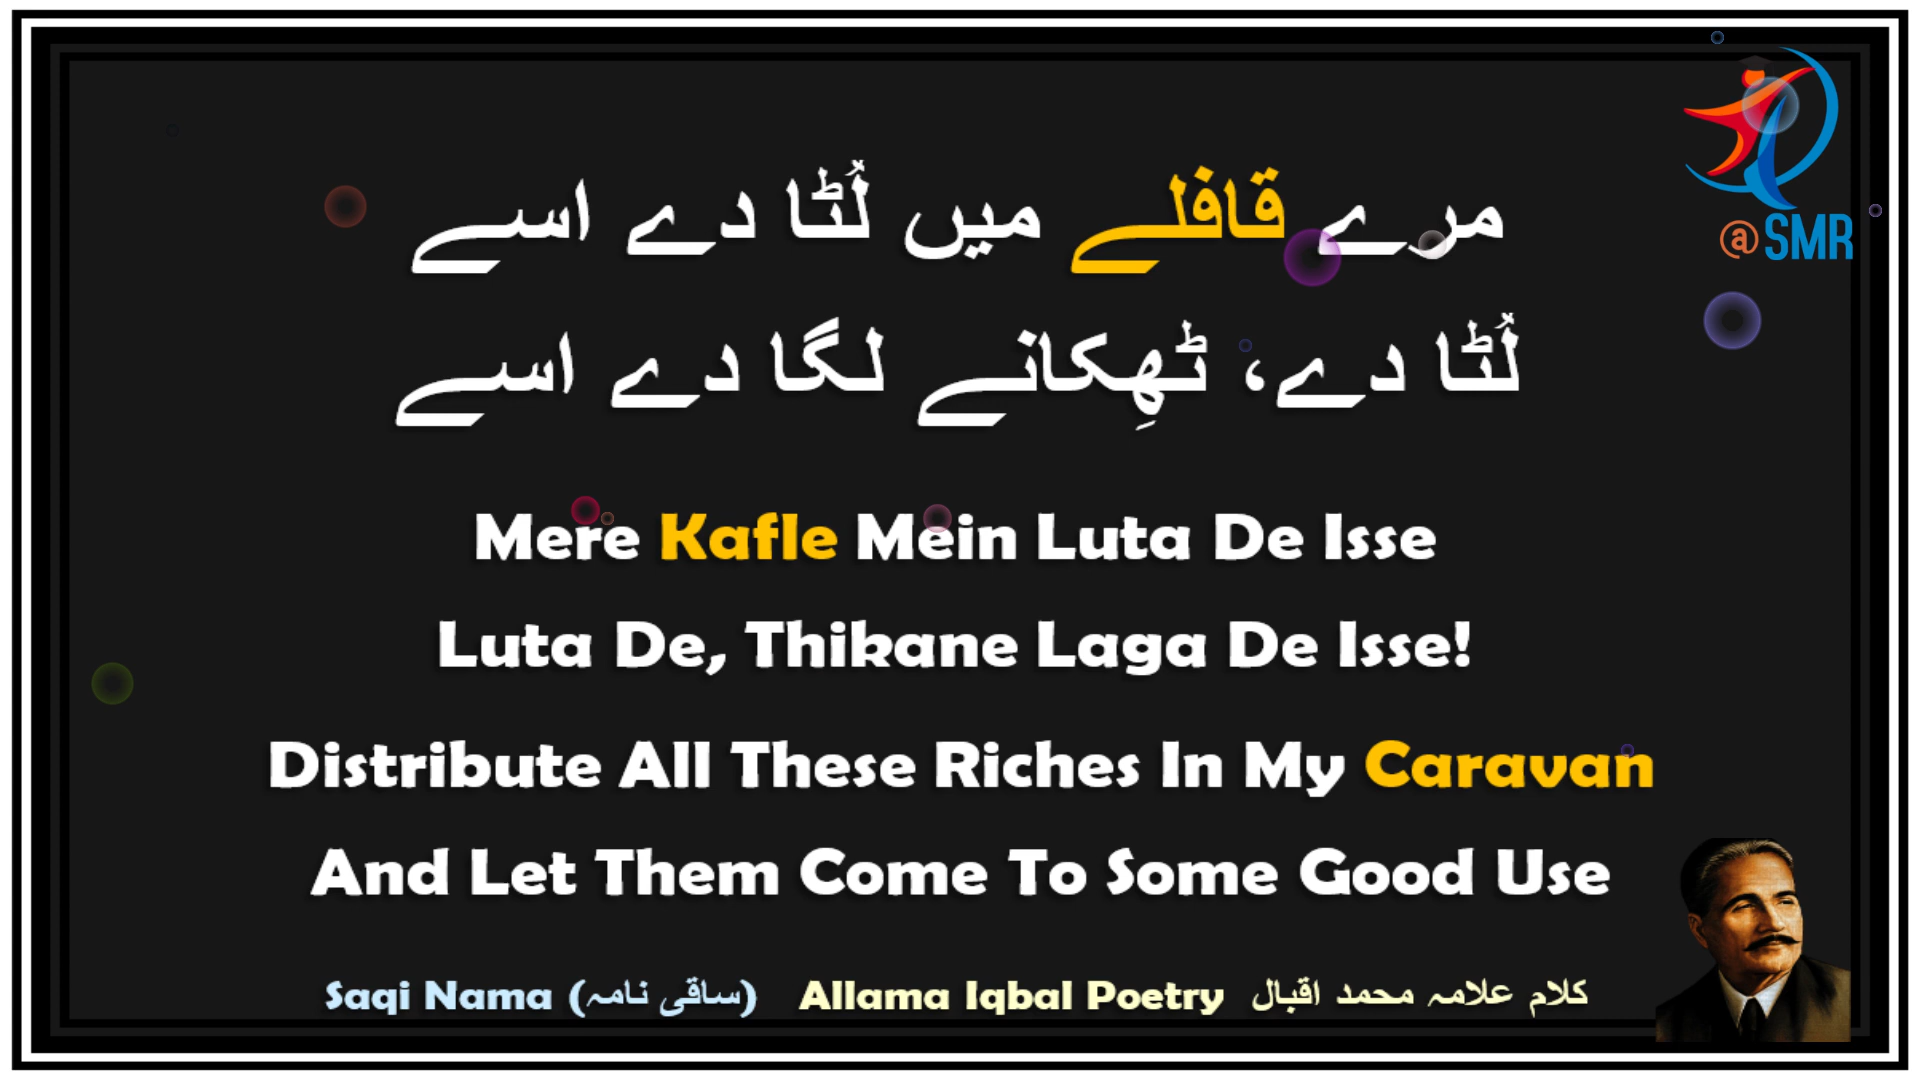 @SMR
مرے قافلے میں لُٹا دے اسے
لُٹا دے، ٹھِکانے لگا دے اسے
Mere Kafle Mein Luta De Isse
Luta De, Thikane Laga De Isse!
Distribute All These Riches In My Caravan
And Let Them Come To Some Good Use
Saqi Nama (ساقی نامہ) Allama Iqbal Poetry کلام علامہ محمد اقبال